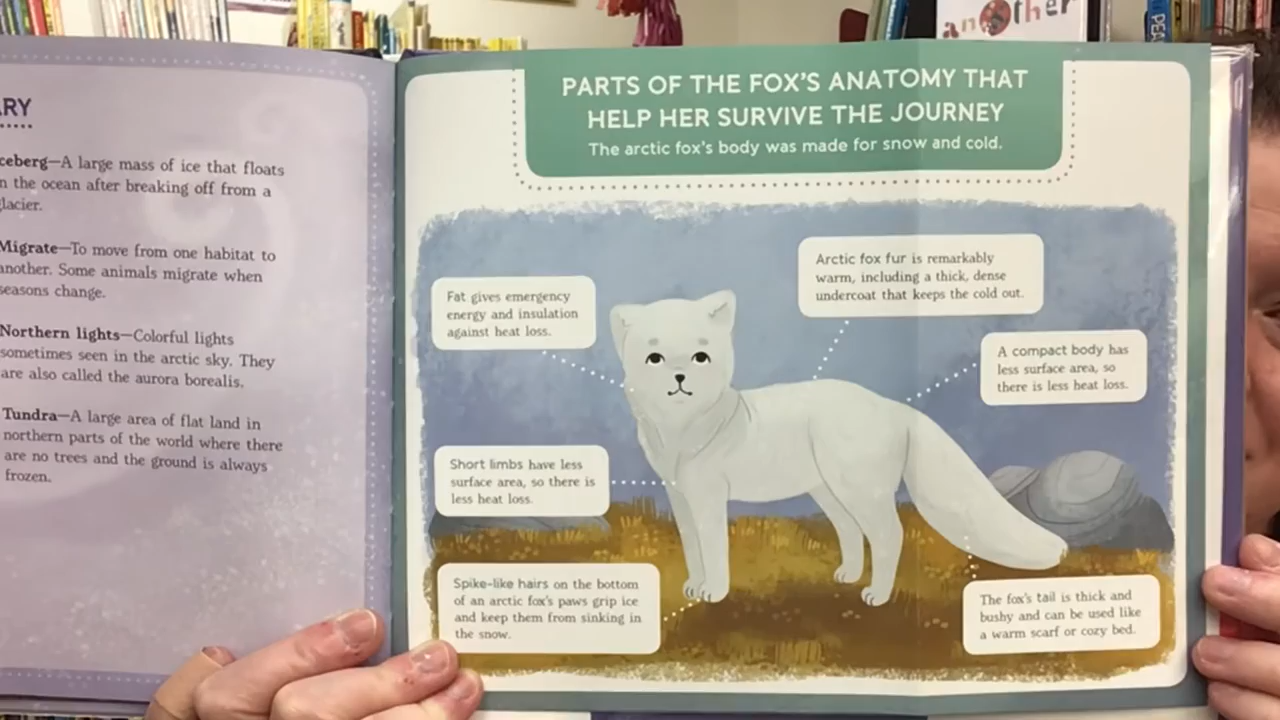 another
PEA
ARY
ceberg—A large mass of ice that floats
n the ocean after breaking off from a
lacier.
Migrate—To move from one habitat to
another. Some animals migrate when
seasons change.
Northern lights—Colorful lights
sometimes seen in the arctic sky. They
are also called the aurora borealis.
Tundra—A large area of flat land in
northern parts of the world where there
are no trees and the ground is always
frozen.
PARTS OF THE FOX'S ANATOMY THAT
HELP HER SURVIVE THE JOURNEY
The arctic fox's body was made for snow and cold.
Fat gives emergency
energy and insulation
against heat loss.
Arctic fox fur is remarkably
warm, including a thick, dense
undercoat that keeps the cold out.
A compact body has
less surface area, so
there is less heat loss.
Short limbs have less
surface area, so there is
less heat loss.
Spike-like hairs on the bottom
of an arctic fox's paws grip ice
and keep them from sinking in
the snow.
The fox's tail is thick and
bushy and can be used like
a warm scarf or cozy bed.